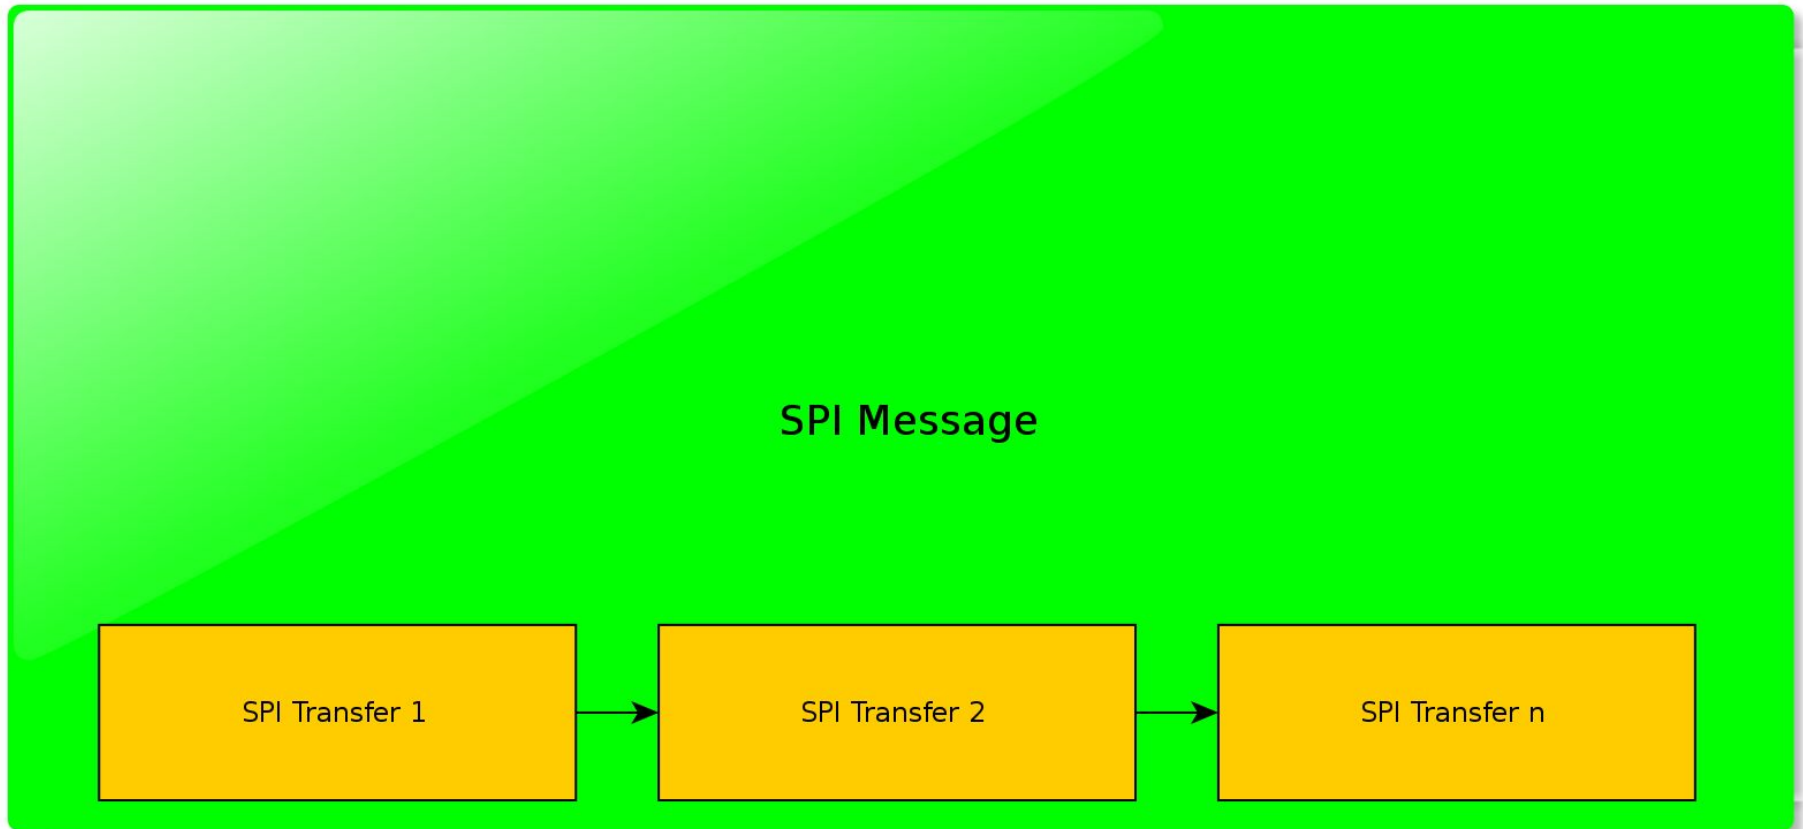 SPI Message
SPI Transfer 1
SPI Transfer 2
SPI Transfer n